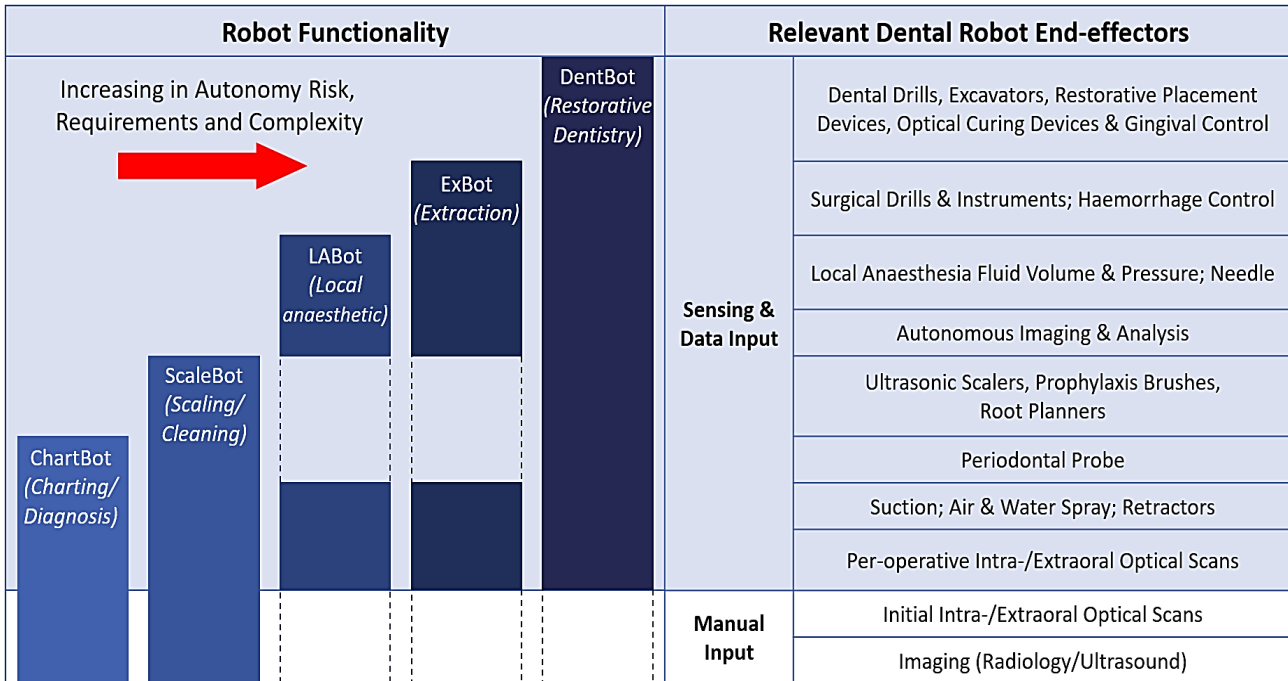 Robot Functionality
Relevant Dental Robot End-effectors
Increasing in Autonomy Risk,
Requirements and Complexity
ChartBot
(Charting/
Diagnosis)
ScaleBot
(Scaling/
Cleaning)
LABot
(Local
anaesthetic)
ExBot
(Extraction)
DentBot
(Restorative
Dentistry)
Sensing &
Data Input
Dental Drills, Excavators, Restorative Placement
Devices, Optical Curing Devices & Gingival Control
Surgical Drills & Instruments; Haemorrhage Control
Local Anaesthesia Fluid Volume & Pressure; Needle
Autonomous Imaging & Analysis
Ultrasonic Scalers, Prophylaxis Brushes,
Root Planners
Periodontal Probe
Suction; Air & Water Spray; Retractors
Per-operative Intra-/Extraoral Optical Scans
Manual
Input
Initial Intra-/Extraoral Optical Scans
Imaging (Radiology/Ultrasound)